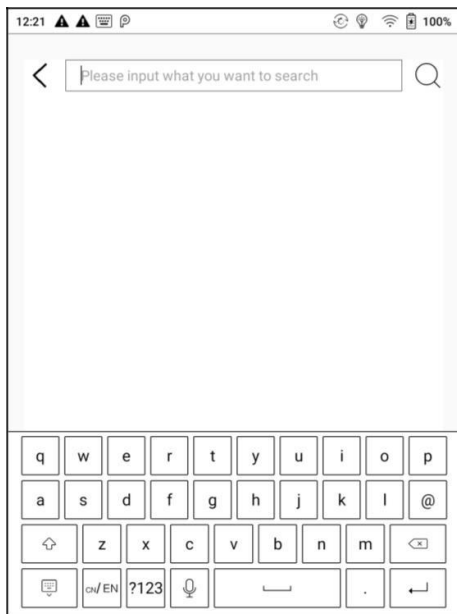 12:21 100%
Please input what you want to search
q w e r t y u i o p
a s d f g h j k l @
z x c v b n m
CN/EN ?123 .